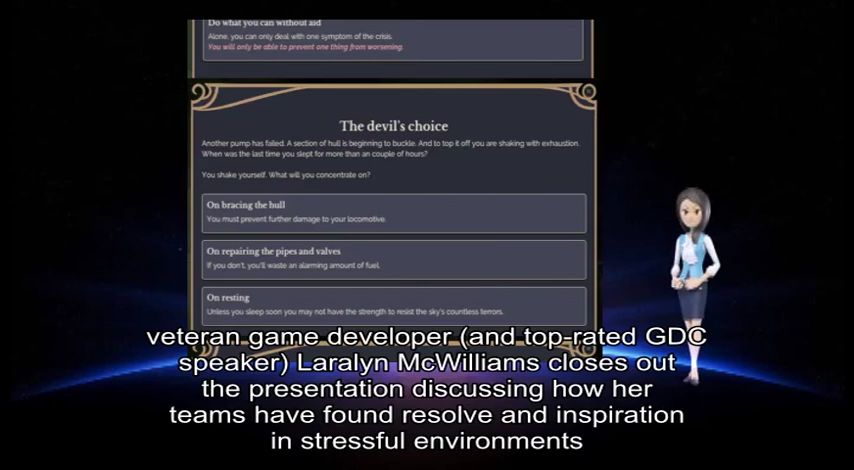 Do what you can without aid
Alone, you can only deal with one symptom of the crisis.
You will only be able to prevent one thing from worsening.
The devil's choice
Another pump has failed. A section of hull is beginning to buckle. And to top it off you are shaking with exhaustion.
When was the last time you slept for more than an couple of hours?
You shake yourself. What will you concentrate on?
On bracing the hull
You must prevent further damage to your locomotive.
On repairing the pipes and valves
If you don't, you'll waste an alarming amount of fuel.
On resting
Unless you sleep soon you may not have the strength to resist the sky's countless terrors.
veteran game developer (and top-rated GDC
speaker) Laralyn McWilliams closes out
the presentation discussing how her
teams have found resolve and inspiration
in stressful environments